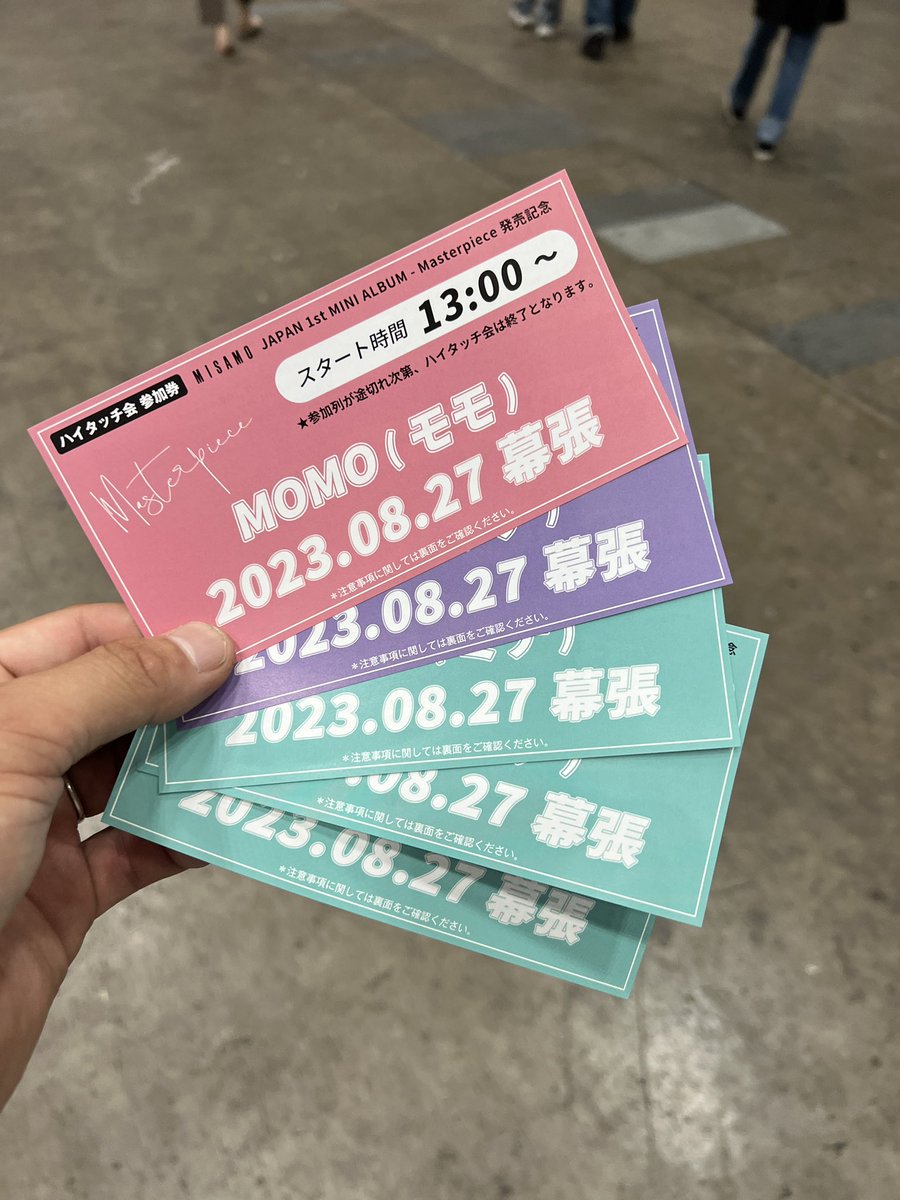 ハイタッチ会 参加券 MISAMO JAPAN 1st MINI ALBUM - Masterpiece 発売記念
スタート時間 13:00 ～
★参加列が途切れ次第、ハイタッチ会は終了となります。
Masterpiece
MOMO ( モモ )
2023.08.27 幕張
＊注意事項に関しては裏面をご確認ください。
2023.08.27 幕張
＊注意事項に関しては裏面をご確認ください。
2023.08.27 幕張
＊注意事項に関しては裏面をご確認ください。
.08.27 幕張
＊注意事項に関しては裏面をご確認ください。
2023.08.27 幕張
＊注意事項に関しては裏面をご確認ください。